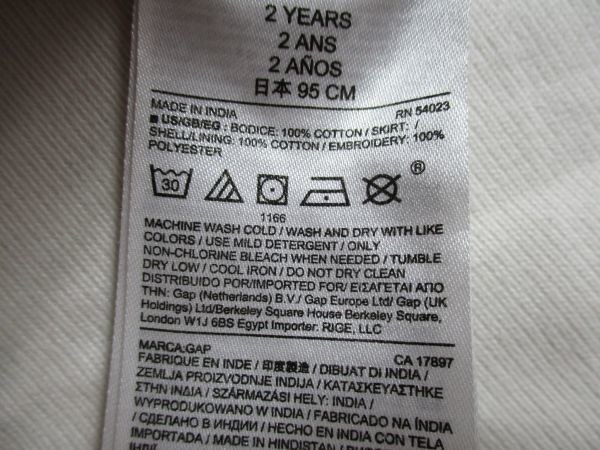 2 YEARS
2 ANS
2 AÑOS
日本 95 CM
MADE IN INDIA RN 54023
■ US/GB/EG : BODICE: 100% COTTON / SKIRT: /
SHELL/LINING: 100% COTTON / EMBROIDERY: 100%
POLYESTER
30
®
1166
MACHINE WASH COLD / WASH AND DRY WITH LIKE
COLORS / USE MILD DETERGENT / ONLY
NON-CHLORINE BLEACH WHEN NEEDED / TUMBLE
DRY LOW / COOL IRON / DO NOT DRY CLEAN
DISTRIBUIDO POR/IMPORTED FOR/ ΕΙΣΑΓΕΤΑΙ ΑΠΟ
ΤΗΝ: Gap (Netherlands) B.V./ Gap Europe Ltd/ Gap (UK
Holdings) Ltd/Berkeley Square House Berkeley Square,
London W1J 6BS Egypt Importer: RIGE, LLC
MARCA:GAP CA 17897
FABRIQUE EN INDE / 印度製造 / DIBUAT DI INDIA /
ZEMLJA PROIZVODNJE INDIJA / ΚΑΤΑΣΚΕΥΑΣΤΗΚΕ
ΣΤΗΝ ΙΝΔΙΑ / SZÁRMAZÁSI HELY: INDIA /
WYPRODUKOWANO W INDIA / FABRICADO NA ÍNDIA
/ СДЕЛАНО В ИНДИИ / HECHO EN INDIA CON TELA
IMPORTADA / MADE IN HINDISTAN /